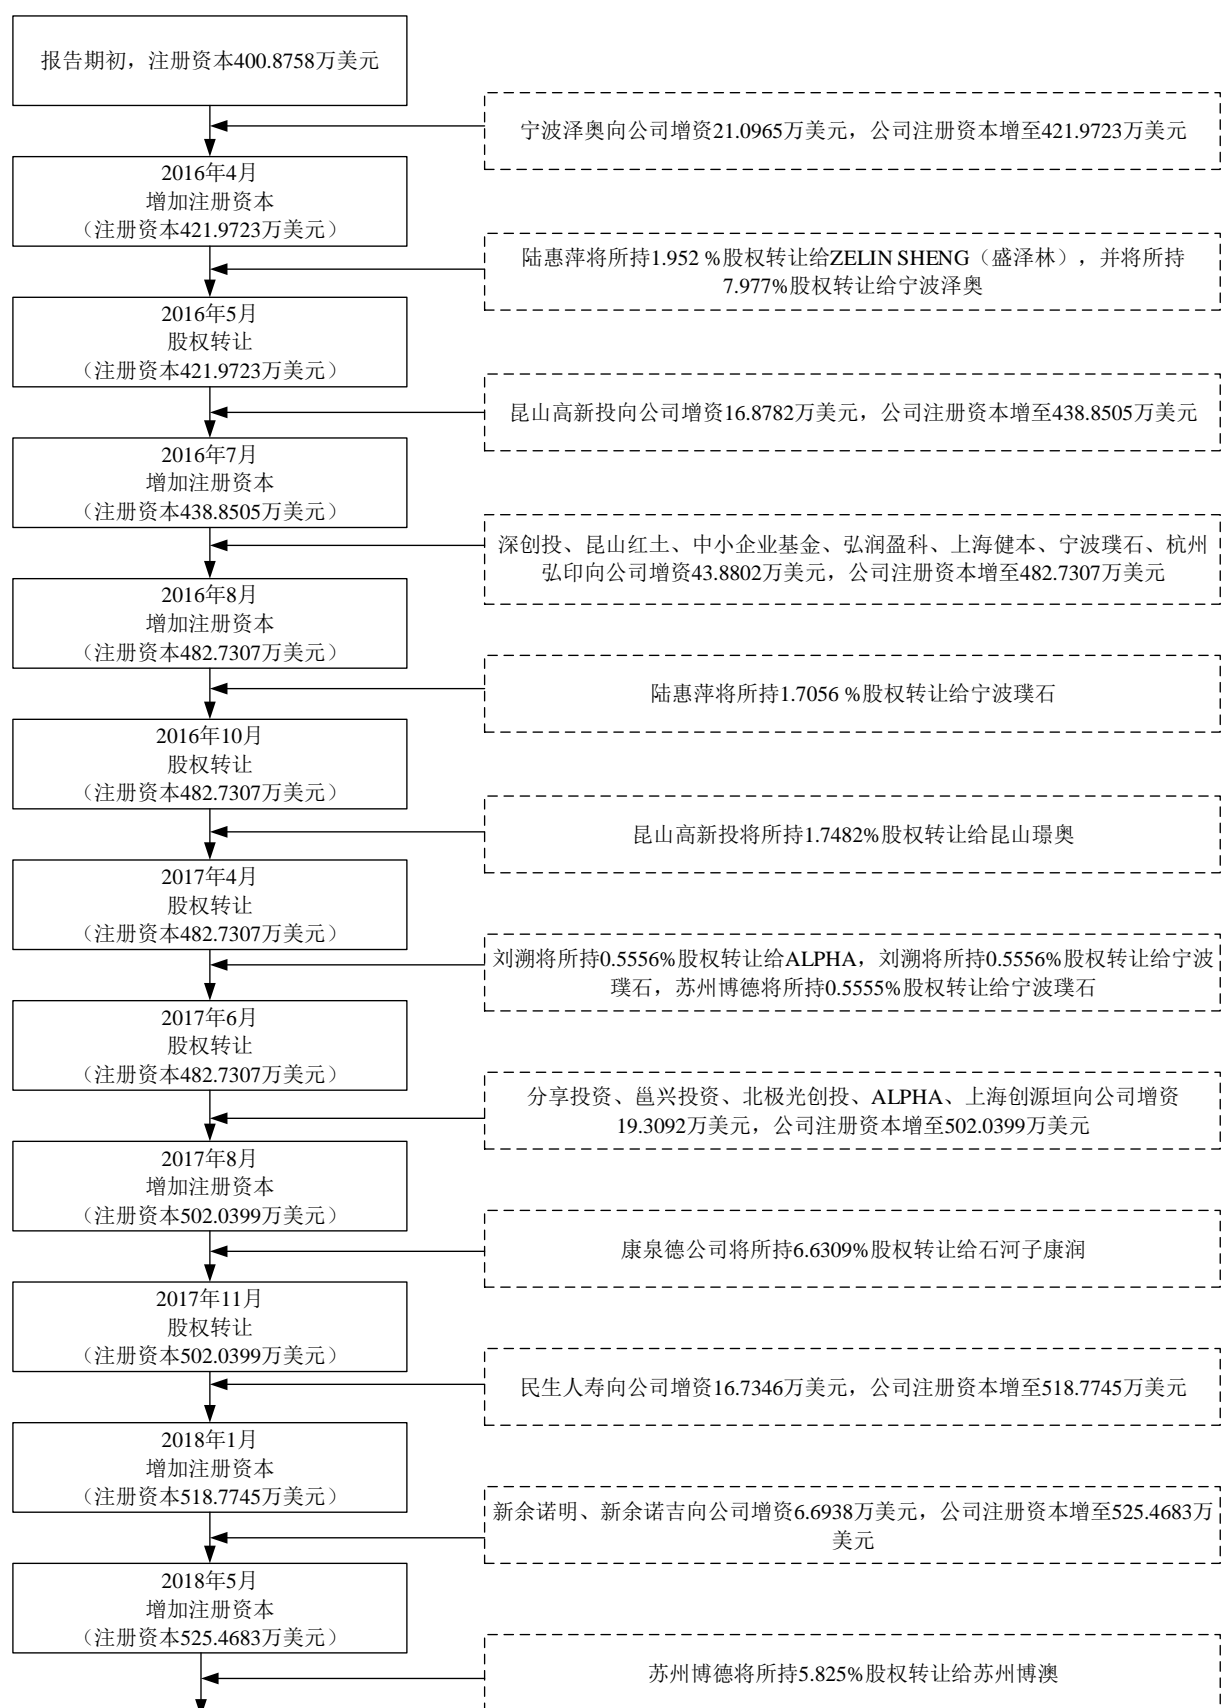 报告期初，注册资本400.8758万美元
宁波泽奥向公司增资21.0965万美元，公司注册资本增至421.9723万美元
2016年4月
增加注册资本
（注册资本421.9723万美元）
陆惠萍将所持1.952 %股权转让给ZELIN SHENG（盛泽林），并将所持
7.977%股权转让给宁波泽奥
2016年5月
股权转让
（注册资本421.9723万美元）
昆山高新投向公司增资16.8782万美元，公司注册资本增至438.8505万美元
2016年7月
增加注册资本
（注册资本438.8505万美元）
深创投、昆山红土、中小企业基金、弘润盈科、上海健本、宁波璞石、杭州
弘印向公司增资43.8802万美元，公司注册资本增至482.7307万美元
2016年8月
增加注册资本
（注册资本482.7307万美元）
陆惠萍将所持1.7056 %股权转让给宁波璞石
2016年10月
股权转让
（注册资本482.7307万美元）
昆山高新投将所持1.7482%股权转让给昆山璟奥
2017年4月
股权转让
（注册资本482.7307万美元）
刘溯将所持0.5556%股权转让给ALPHA，刘溯将所持0.5556%股权转让给宁波
璞石，苏州博德将所持0.5555%股权转让给宁波璞石
2017年6月
股权转让
（注册资本482.7307万美元）
分享投资、邕兴投资、北极光创投、ALPHA、上海创源垣向公司增资
19.3092万美元，公司注册资本增至502.0399万美元
2017年8月
增加注册资本
（注册资本502.0399万美元）
康泉德公司将所持6.6309%股权转让给石河子康润
2017年11月
股权转让
（注册资本502.0399万美元）
民生人寿向公司增资16.7346万美元，公司注册资本增至518.7745万美元
2018年1月
增加注册资本
（注册资本518.7745万美元）
新余诺明、新余诺吉向公司增资6.6938万美元，公司注册资本增至525.4683万
美元
2018年5月
增加注册资本
（注册资本525.4683万美元）
苏州博德将所持5.825%股权转让给苏州博澳